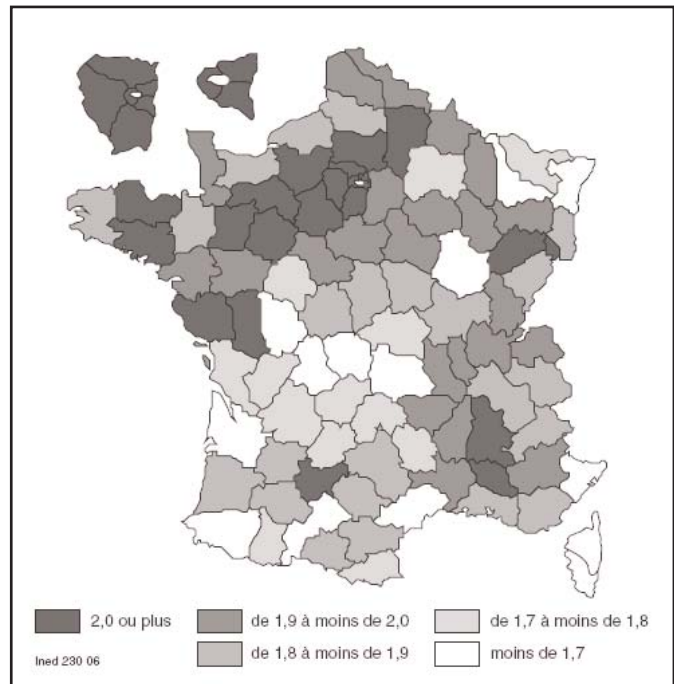 2,0 ou plus
de 1,9 à moins de 2,0
de 1,7 à moins de 1,8
de 1,8 à moins de 1,9
moins de 1,7
Ined 230 06